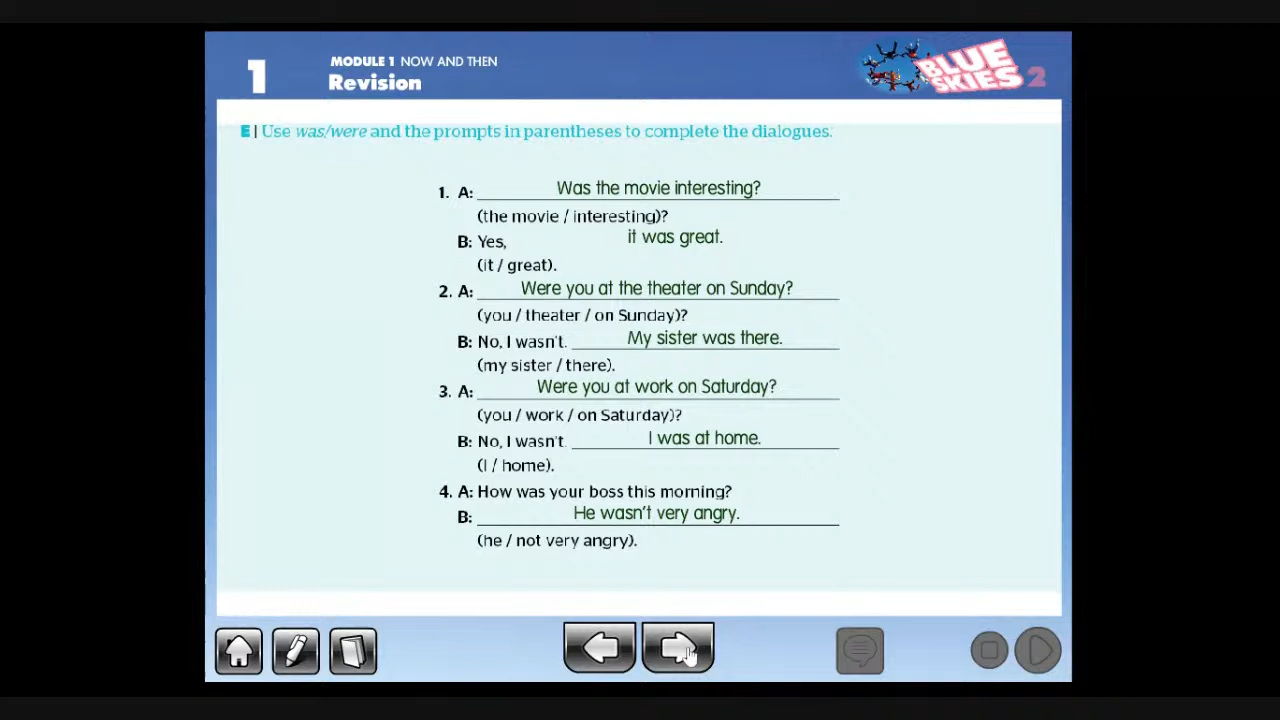 1
MODULE 1 NOW AND THEN
Revision
BLUE
SKIES 2
E | Use was/were and the prompts in parentheses to complete the dialogues.
1. A: Was the movie interesting?
(the movie / interesting)?
B: Yes, it was great.
(it / great).
2. A: Were you at the theater on Sunday?
(you / theater / on Sunday)?
B: No, I wasn't. My sister was there.
(my sister / there).
3. A: Were you at work on Saturday?
(you / work / on Saturday)?
B: No, I wasn't. I was at home.
(I / home).
4. A: How was your boss this morning?
B: He wasn't very angry.
(he / not very angry).